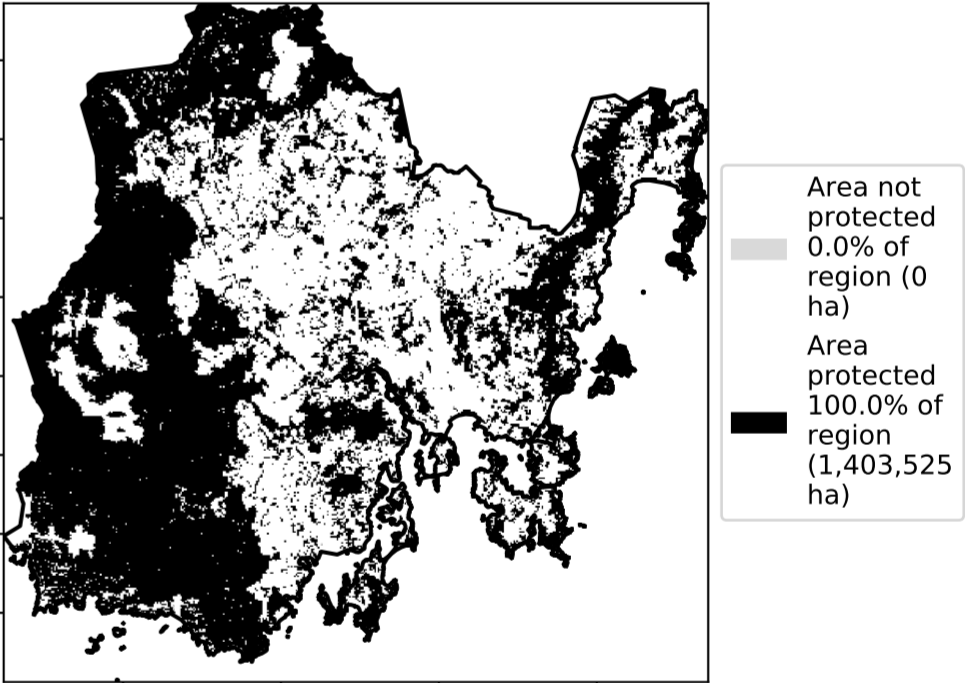 Area not
protected
0.0% of
region (0
ha)
Area
protected
100.0% of
region
(1,403,525
ha)